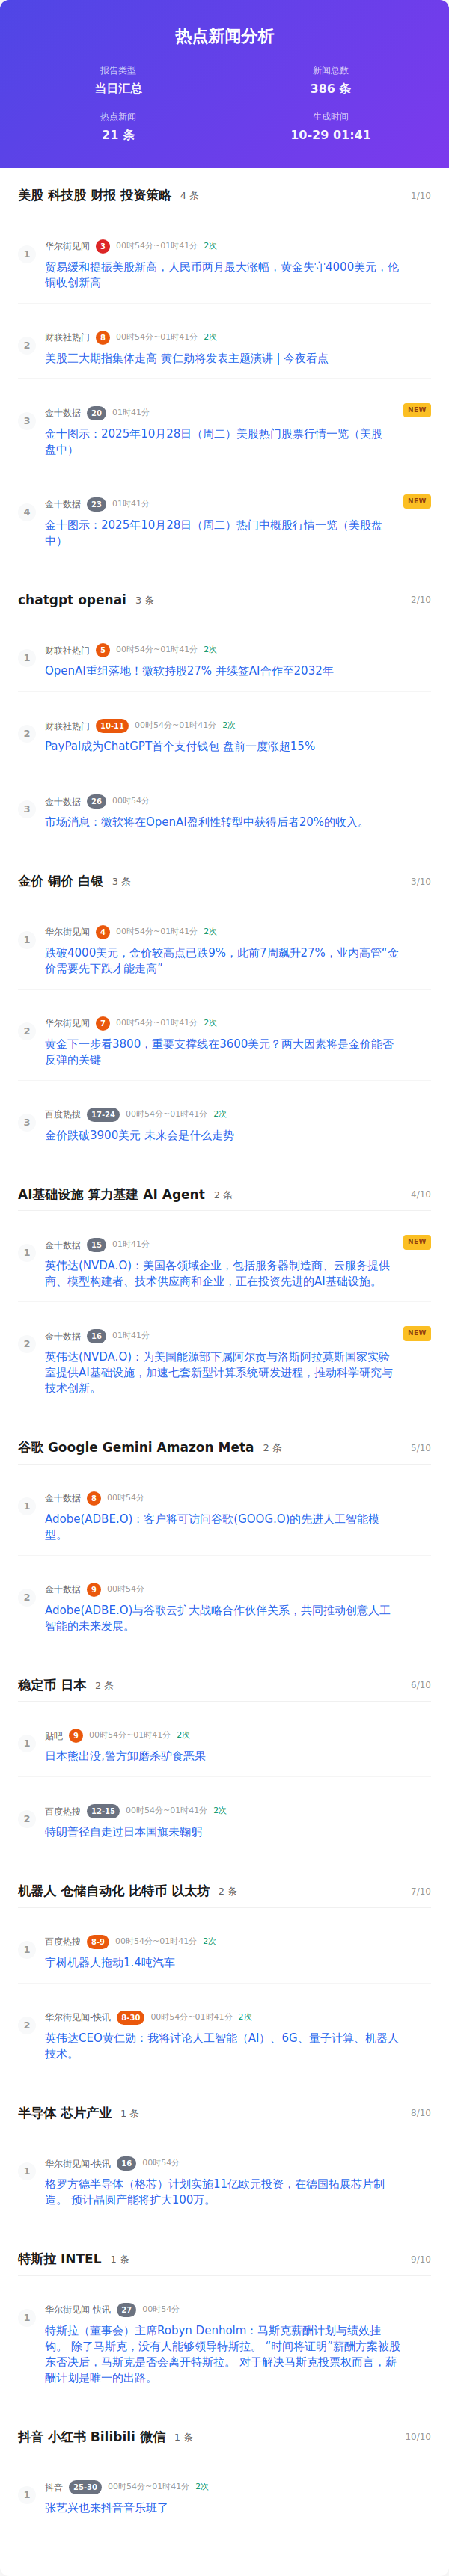 热点新闻分析
报告类型
当日汇总
新闻总数
386 条
热点新闻
21 条
生成时间
10-29 01:41
美股 科技股 财报 投资策略 4 条 1/10
1
华尔街见闻 3 00时54分~01时41分 2次
贸易缓和提振美股新高，人民币两月最大涨幅，黄金失守4000美元，伦
铜收创新高
2
财联社热门 8 00时54分~01时41分 2次
美股三大期指集体走高 黄仁勋将发表主题演讲 | 今夜看点
3
金十数据 20 01时41分 NEW
金十图示：2025年10月28日（周二）美股热门股票行情一览（美股
盘中）
4
金十数据 23 01时41分 NEW
金十图示：2025年10月28日（周二）热门中概股行情一览（美股盘
中）
chatgpt openai 3 条 2/10
1
财联社热门 5 00时54分~01时41分 2次
OpenAI重组落地！微软持股27% 并续签AI合作至2032年
2
财联社热门 10-11 00时54分~01时41分 2次
PayPal成为ChatGPT首个支付钱包 盘前一度涨超15%
3
金十数据 26 00时54分
市场消息：微软将在OpenAI盈利性转型中获得后者20%的收入。
金价 铜价 白银 3 条 3/10
1
华尔街见闻 4 00时54分~01时41分 2次
跌破4000美元，金价较高点已跌9%，此前7周飙升27%，业内高管“金
价需要先下跌才能走高”
2
华尔街见闻 7 00时54分~01时41分 2次
黄金下一步看3800，重要支撑线在3600美元？两大因素将是金价能否
反弹的关键
3
百度热搜 17-24 00时54分~01时41分 2次
金价跌破3900美元 未来会是什么走势
AI基础设施 算力基建 AI Agent 2 条 4/10
1
金十数据 15 01时41分 NEW
英伟达(NVDA.O)：美国各领域企业，包括服务器制造商、云服务提供
商、模型构建者、技术供应商和企业，正在投资先进的AI基础设施。
2
金十数据 16 01时41分 NEW
英伟达(NVDA.O)：为美国能源部下属阿尔贡与洛斯阿拉莫斯国家实验
室提供AI基础设施，加速七套新型计算系统研发进程，推动科学研究与
技术创新。
谷歌 Google Gemini Amazon Meta 2 条 5/10
1
金十数据 8 00时54分
Adobe(ADBE.O)：客户将可访问谷歌(GOOG.O)的先进人工智能模
型。
2
金十数据 9 00时54分
Adobe(ADBE.O)与谷歌云扩大战略合作伙伴关系，共同推动创意人工
智能的未来发展。
稳定币 日本 2 条 6/10
1
贴吧 9 00时54分~01时41分 2次
日本熊出没,警方卸磨杀驴食恶果
2
百度热搜 12-15 00时54分~01时41分 2次
特朗普径自走过日本国旗未鞠躬
机器人 仓储自动化 比特币 以太坊 2 条 7/10
1
百度热搜 8-9 00时54分~01时41分 2次
宇树机器人拖动1.4吨汽车
2
华尔街见闻-快讯 8-30 00时54分~01时41分 2次
英伟达CEO黄仁勋：我将讨论人工智能（AI）、6G、量子计算、机器人
技术。
半导体 芯片产业 1 条 8/10
1
华尔街见闻-快讯 16 00时54分
格罗方德半导体（格芯）计划实施11亿欧元投资，在德国拓展芯片制
造。 预计晶圆产能将扩大100万。
特斯拉 INTEL 1 条 9/10
1
华尔街见闻-快讯 27 00时54分
特斯拉（董事会）主席Robyn Denholm：马斯克薪酬计划与绩效挂
钩。 除了马斯克，没有人能够领导特斯拉。 “时间将证明”薪酬方案被股
东否决后，马斯克是否会离开特斯拉。 对于解决马斯克投票权而言，薪
酬计划是唯一的出路。
抖音 小红书 Bilibili 微信 1 条 10/10
1
抖音 25-30 00时54分~01时41分 2次
张艺兴也来抖音音乐班了